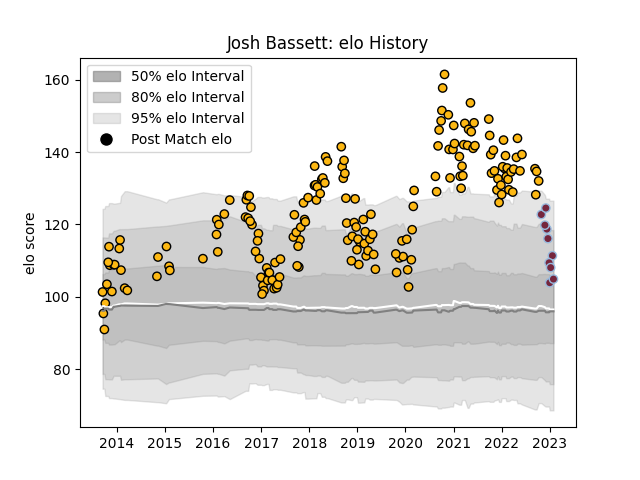 Josh Bassett: elo History
50% elo Interval
80% elo Interval
95% elo Interval
Post Match elo
elo score
160
140
120
100
80
2014 2015 2016 2017 2018 2019 2020 2021 2022 2023